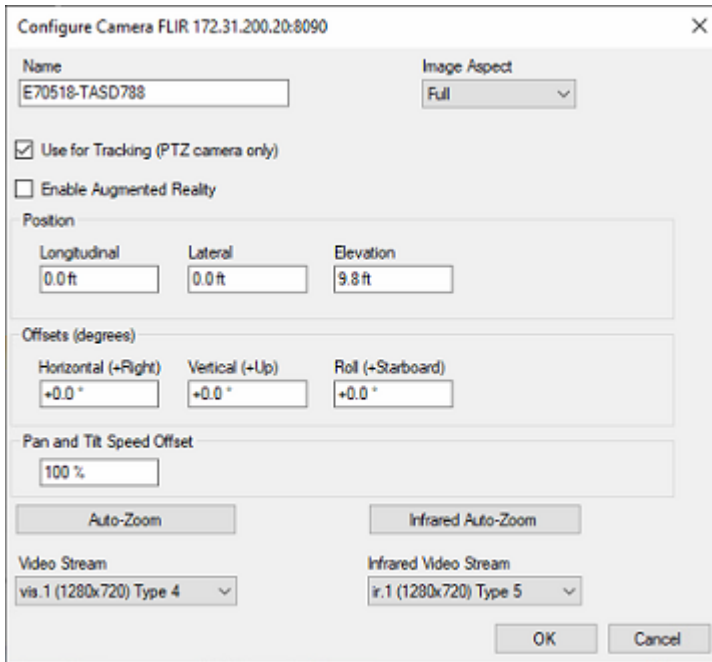 Configure Camera FLIR 172.31.200.20:8090
Name
Image Aspect
E70518-TASD788
Full
Use for Tracking (PTZ camera only)
Enable Augmented Reality
Position
Longitudinal Lateral Elevation
0.0 ft 0.0 ft 9.8 ft
Offsets (degrees)
Horizontal (+Right) Vertical (+Up) Roll (+Starboard)
+0.0 ° +0.0 ° +0.0 °
Pan and Tilt Speed Offset
100 %
Auto-Zoom Infrared Auto-Zoom
Video Stream Infrared Video Stream
vis.1 (1280x720) Type 4 ir.1 (1280x720) Type 5
OK Cancel